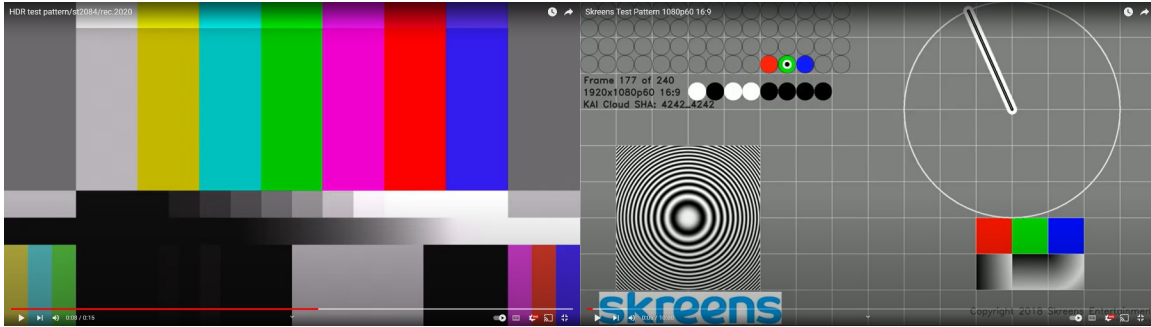 HDR test pattern/st2084/rec.2020
0:08 / 0:15
Skreens Test Pattern 1080p60 16:9
Frame 177 of 240
1920x1080p60 16:9
KAI Cloud SHA: 4242_4242
skreens
Copyright 2018 Skreens Entertainment